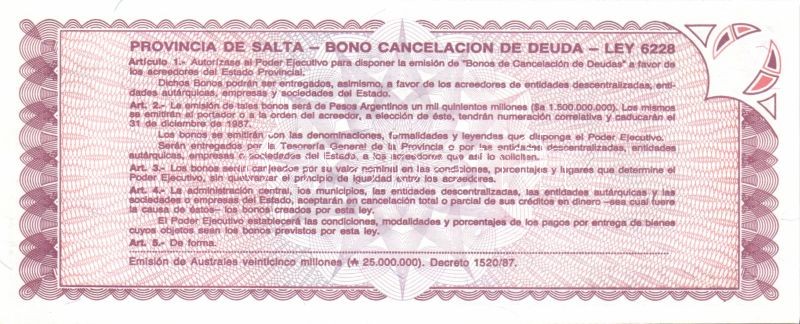 PROVINCIA DE SALTA – BONO CANCELACION DE DEUDA – LEY 6228
Artículo 1.- Autorízase al Poder Ejecutivo para disponer la emisión de "Bonos de Cancelación de Deudas" a favor de
los acreedores del Estado Provincial.
Dichos Bonos podrán ser entregados, asimismo, a favor de los acreedores de entidades descentralizadas, enti-
dades autárquicas, empresas y sociedades del Estado.
Art. 2.- La emisión de tales bonos será de Pesos Argentinos un mil quinientos millones ($a 1.500.000.000). Los mismos
se emitirán al portador o a la orden del acreedor, a elección de éste, tendrán numeración correlativa y caducarán el
31 de diciembre de 1987.
Los bonos se emitirán con las denominaciones, formalidades y leyendas que disponga el Poder Ejecutivo.
Serán entregados por la Tesorería General de la Provincia o por las entidades descentralizadas, entidades
autárquicas, empresas o sociedades del Estado, a los acreedores que así lo soliciten.
Art. 3.- Los bonos serán canjeados por su valor nominal en las condiciones, porcentajes y lugares que determine el
Poder Ejecutivo, sin quebrantar el principio de igualdad entre los acreedores.
Art. 4.- La administración central, los municipios, las entidades descentralizadas, las entidades autárquicas y las
sociedades o empresas del Estado, aceptarán en cancelación total o parcial de sus créditos en dinero –sea cual fuere
la causa de éstos– los bonos creados por esta ley.
El Poder Ejecutivo establecerá las condiciones, modalidades y porcentajes de los pagos por entrega de bienes
cuyos objetos sean los bonos previstos por esta ley.
Art. 5.- De forma.
Emisión de Australes veinticinco millones (₳ 25.000.000). Decreto 1520/87.